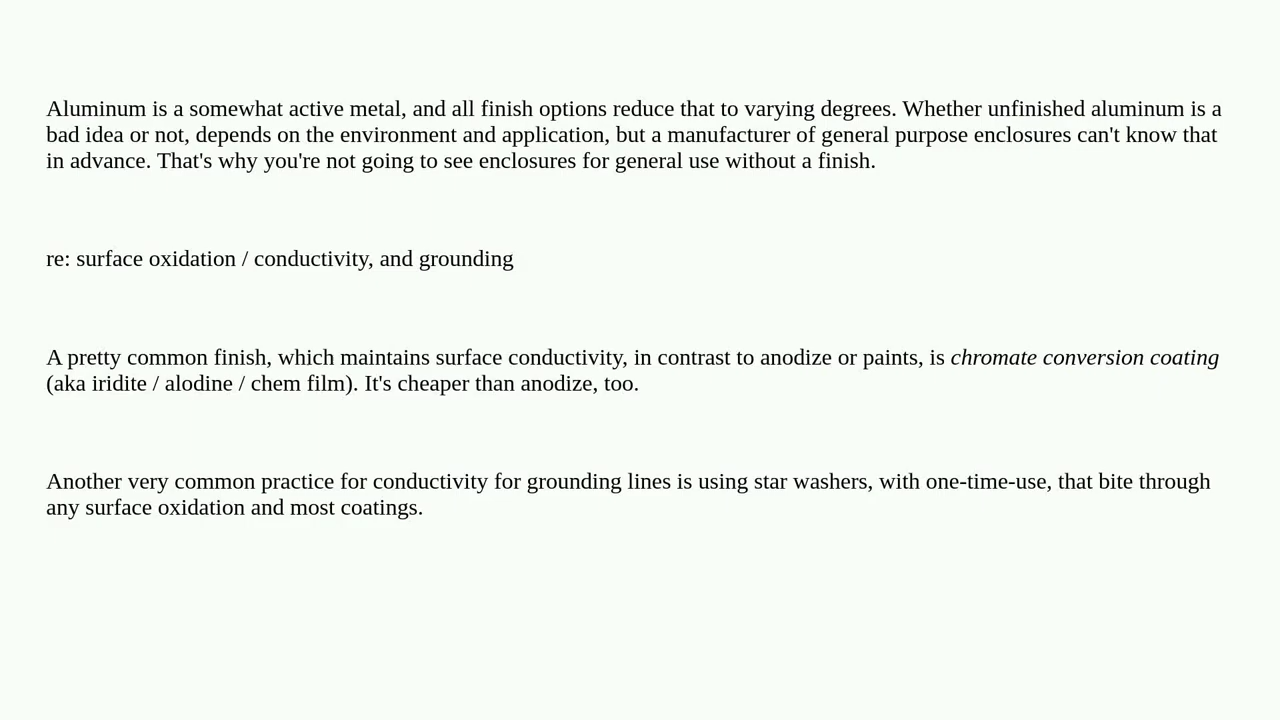 Aluminum is a somewhat active metal, and all finish options reduce that to varying degrees. Whether unfinished aluminum is a
bad idea or not, depends on the environment and application, but a manufacturer of general purpose enclosures can't know that
in advance. That's why you're not going to see enclosures for general use without a finish.
re: surface oxidation / conductivity, and grounding
A pretty common finish, which maintains surface conductivity, in contrast to anodize or paints, is chromate conversion coating
(aka iridite / alodine / chem film). It's cheaper than anodize, too.
Another very common practice for conductivity for grounding lines is using star washers, with one-time-use, that bite through
any surface oxidation and most coatings.